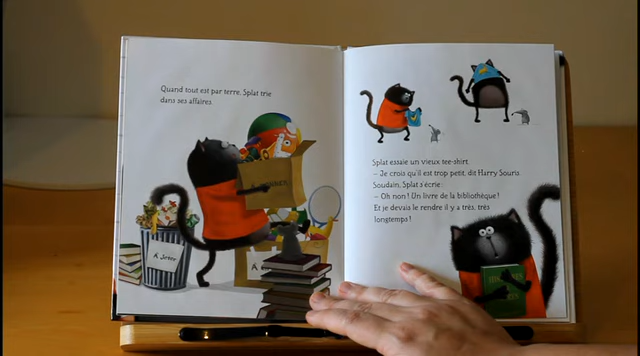 Quand tout est par terre, Splat trie
dans ses affaires.
À Jeter
À
Splat essaie un vieux tee-shirt.
– Je crois qu'il est trop petit, dit Harry Souris.
Soudain, Splat s'écrie :
– Oh non ! Un livre de la bibliothèque !
Et je devais le rendre il y a très, très
longtemps !